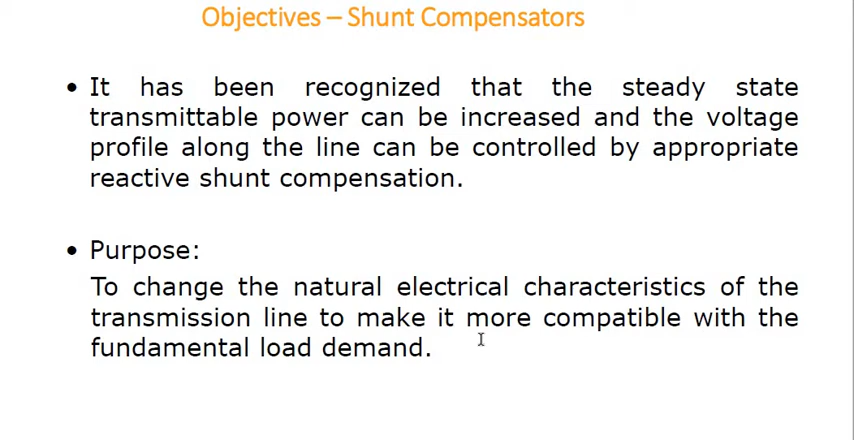 Objectives – Shunt Compensators
• It has been recognized that the steady state
transmittable power can be increased and the voltage
profile along the line can be controlled by appropriate
reactive shunt compensation.
• Purpose:
To change the natural electrical characteristics of the
transmission line to make it more compatible with the
fundamental load demand.